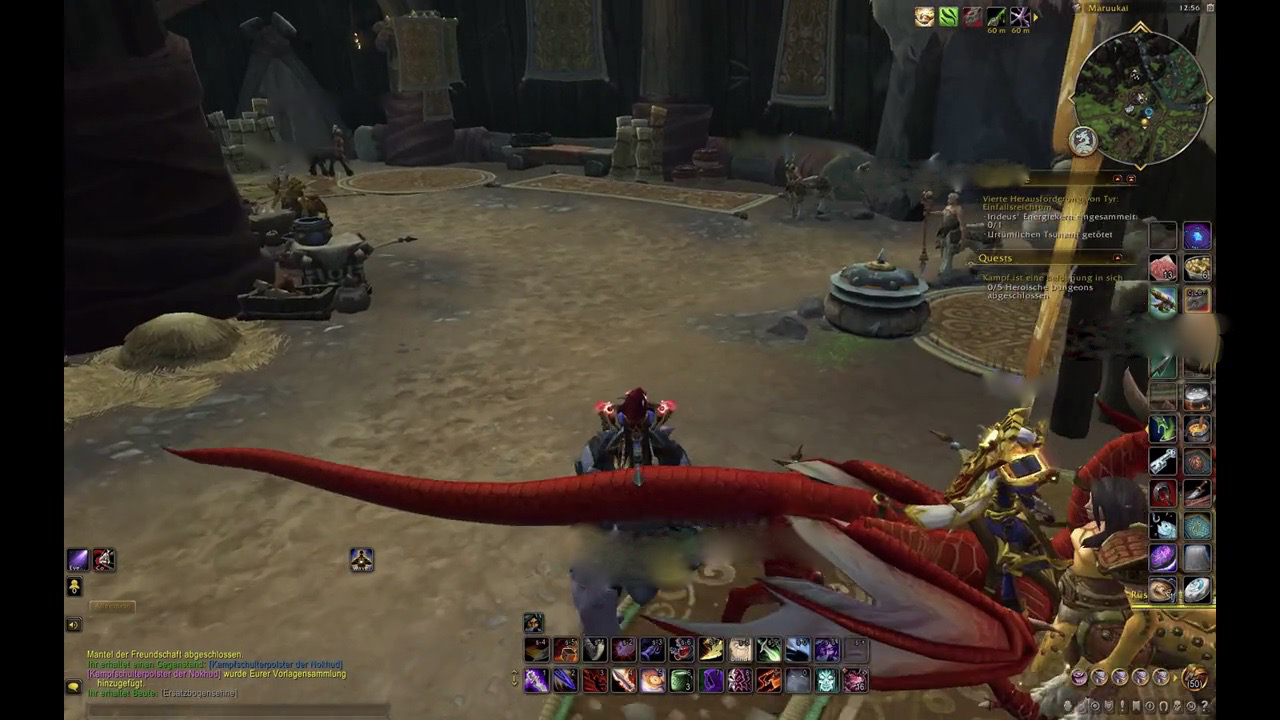 Maruukai 12:56
60 m 60 m
Vierte Herausforderung von Tyr:
Einfallsreichtum
· Irideus' Energiekern eingesammelt:
0/1
· Urtümlichen Tsunami getötet
Quests
Kampf ist eine Belohnung in sich
0/5 Heroische Dungeons
abgeschlossen
Mantel der Freundschaft abgeschlossen.
Ihr erhaltet einen Gegenstand: [Kampfschulterpolster der Nokhud]
[Kampfschulterpolster der Nokhud] wurde Eurer Vorlagensammlung
hinzugefügt.
Ihr erhaltet Beute: [Ersatzbogensehne]